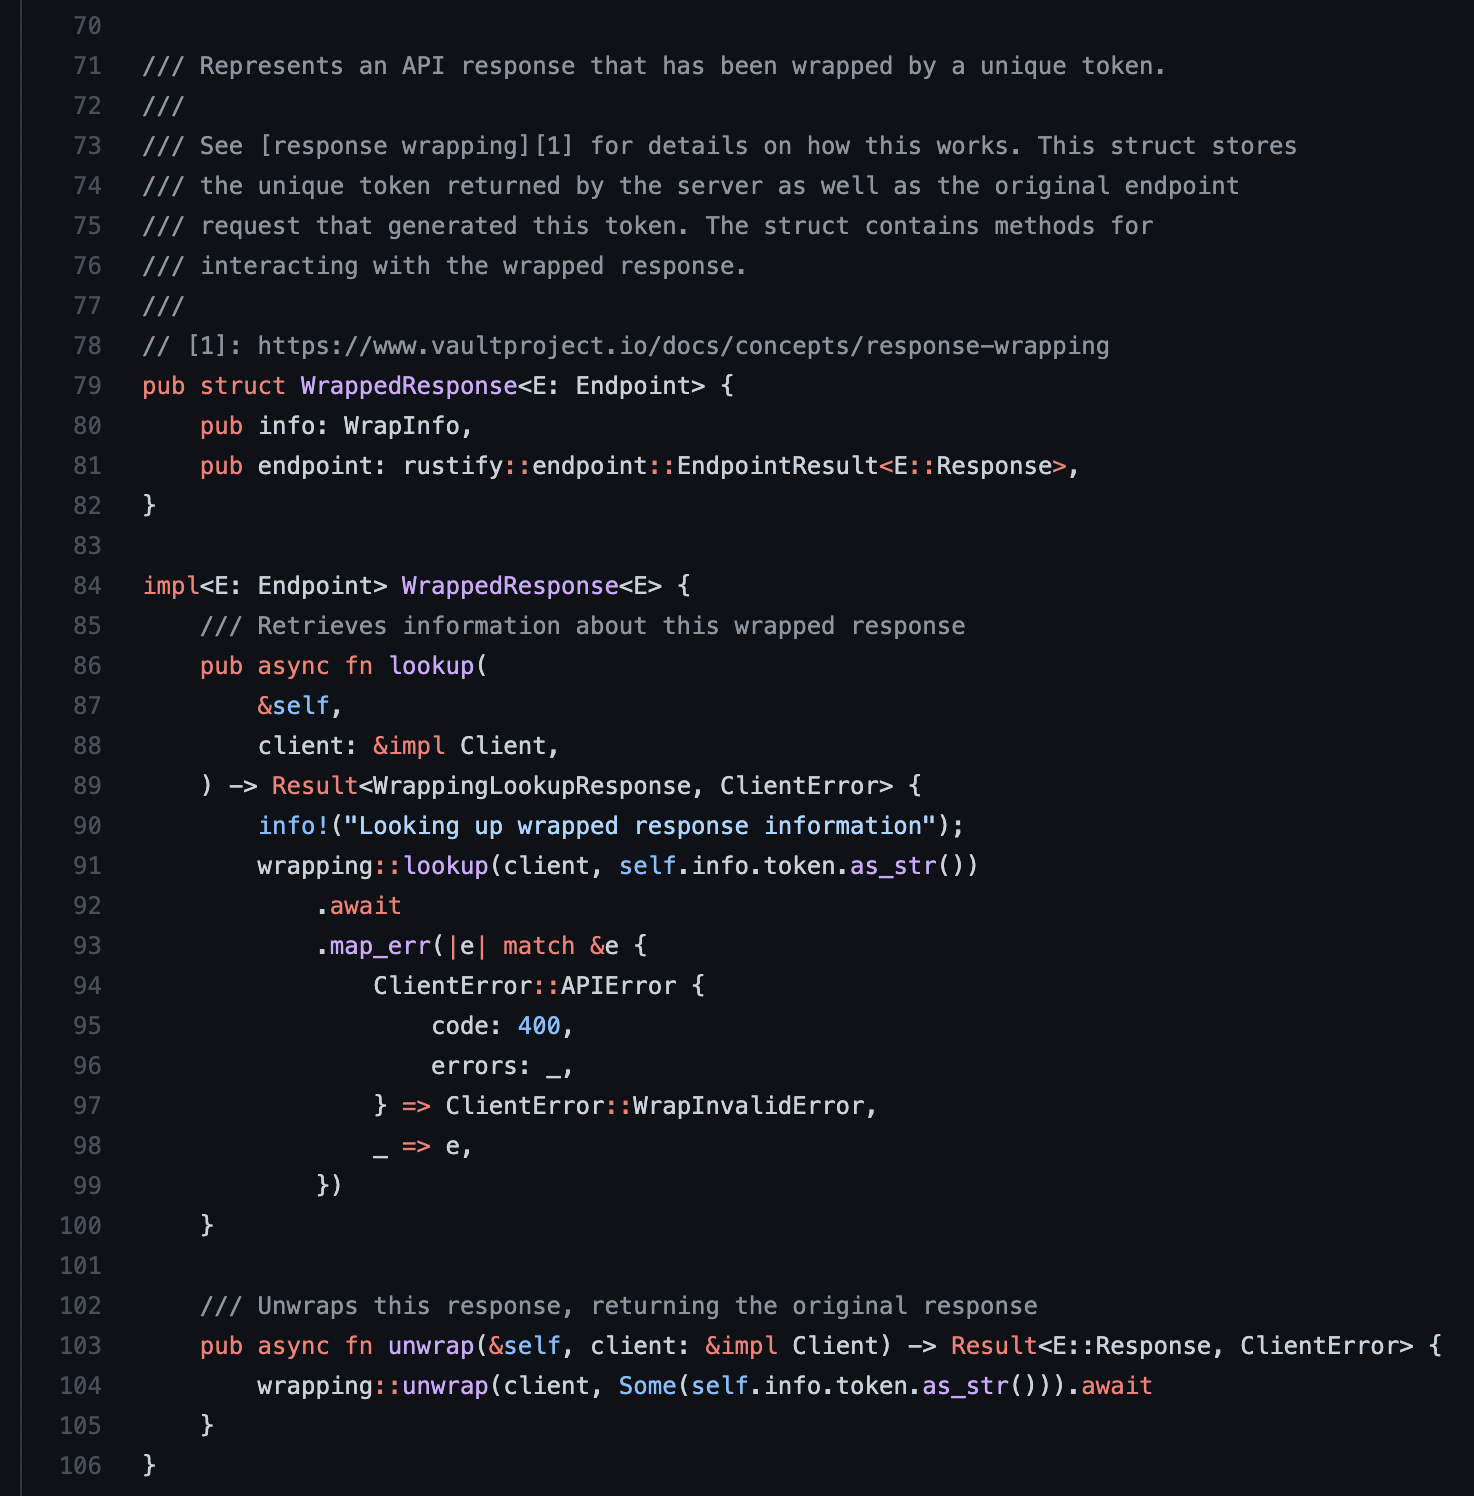 70
71 /// Represents an API response that has been wrapped by a unique token.
72 ///
73 /// See [response wrapping][1] for details on how this works. This struct stores
74 /// the unique token returned by the server as well as the original endpoint
75 /// request that generated this token. The struct contains methods for
76 /// interacting with the wrapped response.
77 ///
78 // [1]: https://www.vaultproject.io/docs/concepts/response-wrapping
79 pub struct WrappedResponse<E: Endpoint> {
80     pub info: WrapInfo,
81     pub endpoint: rustify::endpoint::EndpointResult<E::Response>,
82 }
83
84 impl<E: Endpoint> WrappedResponse<E> {
85     /// Retrieves information about this wrapped response
86     pub async fn lookup(
87         &self,
88         client: &impl Client,
89     ) -> Result<WrappingLookupResponse, ClientError> {
90         info!("Looking up wrapped response information");
91         wrapping::lookup(client, self.info.token.as_str())
92             .await
93             .map_err(|e| match &e {
94                 ClientError::APIError {
95                     code: 400,
96                     errors: _,
97                 } => ClientError::WrapInvalidError,
98                 _ => e,
99             })
100     }
101
102     /// Unwraps this response, returning the original response
103     pub async fn unwrap(&self, client: &impl Client) -> Result<E::Response, ClientError> {
104         wrapping::unwrap(client, Some(self.info.token.as_str())).await
105     }
106 }